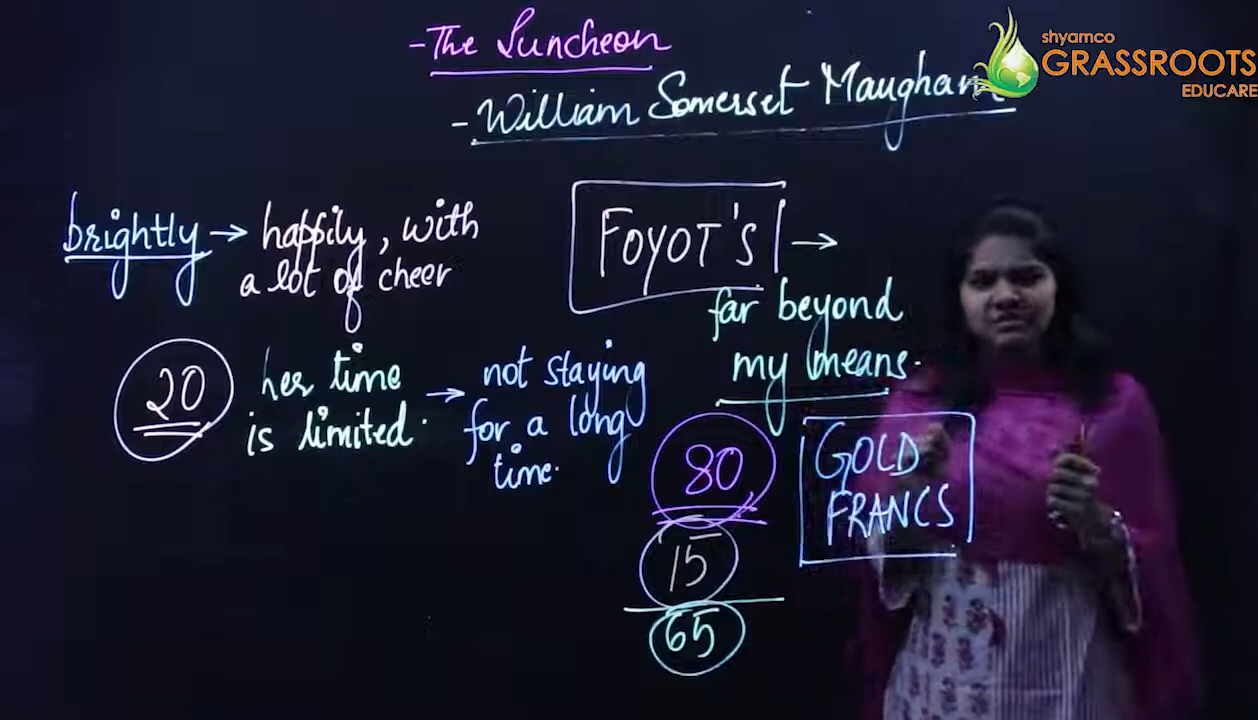 - The Luncheon
- William Somerset Maugham
shyamco
GRASSROOTS
EDUCARE
brightly → happily, with
a lot of cheer
20
her time
is limited. → not staying
for a long
time.
FOYOT'S →
far beyond
my means.
80
15
65
GOLD
FRANCS